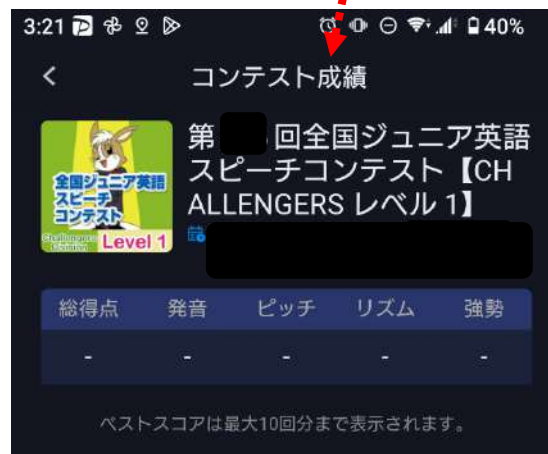 3:21 40%
コンテスト成績
第 回全国ジュニア英語
スピーチコンテスト【CH
ALLENGERS レベル 1】
全国ジュニア英語
スピーチ
コンテスト
Challengers
Division Level 1
総得点 発音 ピッチ リズム 強勢
- - - - -
ベストスコアは最大10回分まで表示されます。